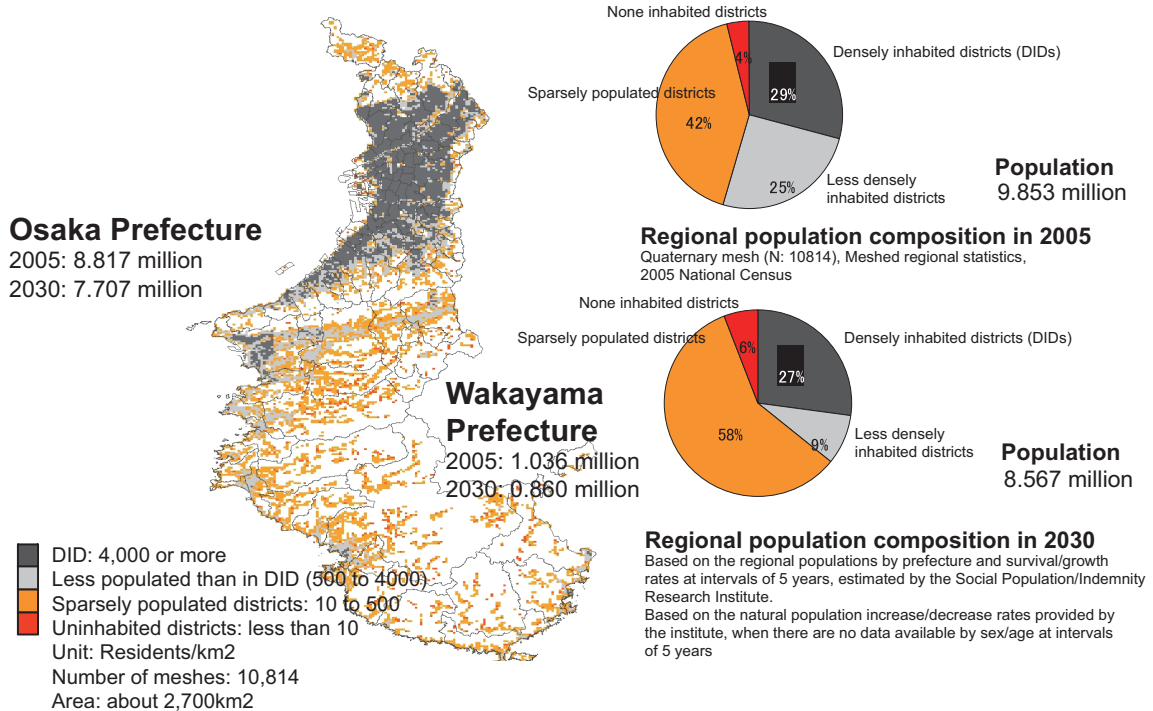 None inhabited districts
Densely inhabited districts (DIDs)
4%
29%
Sparsely populated districts
42%
25%
Less densely
inhabited districts
Population
9.853 million
Regional population composition in 2005
Quaternary mesh (N: 10814), Meshed regional statistics,
2005 National Census
Osaka Prefecture
2005: 8.817 million
2030: 7.707 million
None inhabited districts
Sparsely populated districts
Densely inhabited districts (DIDs)
6%
27%
58%
9%
Less densely
inhabited districts
Population
8.567 million
Wakayama
Prefecture
2005: 1.036 million
2030: 0.860 million
Regional population composition in 2030
Based on the regional populations by prefecture and survival/growth
rates at intervals of 5 years, estimated by the Social Population/Indemnity
Research Institute.
Based on the natural population increase/decrease rates provided by
the institute, when there are no data available by sex/age at intervals
of 5 years
DID: 4,000 or more
Less populated than in DID (500 to 4000)
Sparsely populated districts: 10 to 500
Uninhabited districts: less than 10
Unit: Residents/km2
Number of meshes: 10,814
Area: about 2,700km2